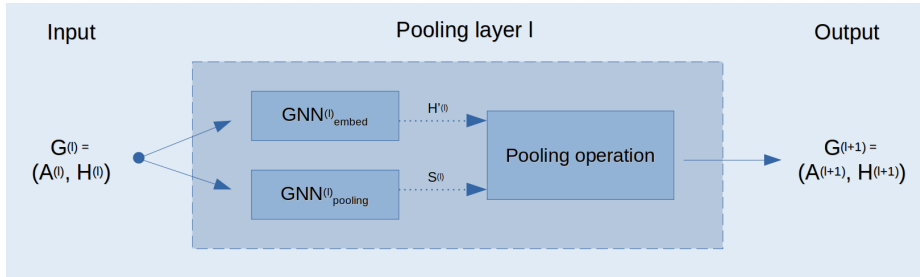 Input
Pooling layer l
Output
GNN⁽ˡ⁾embed
H'⁽ˡ⁾
G⁽ˡ⁾ =
(A⁽ˡ⁾, H⁽ˡ⁾)
Pooling operation
G⁽ˡ⁺¹⁾ =
(A⁽ˡ⁺¹⁾, H⁽ˡ⁺¹⁾)
GNN⁽ˡ⁾pooling
S⁽ˡ⁾